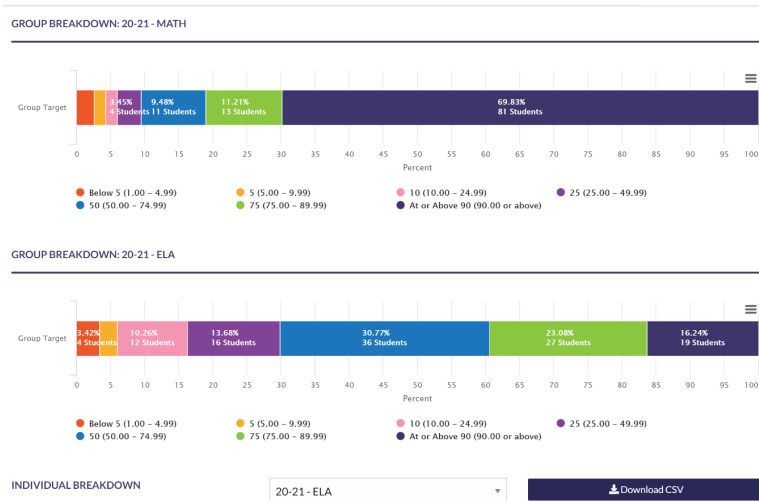 GROUP BREAKDOWN: 20-21 - MATH
3.45% 9.48% 11.21% 69.83%
Group Target 4 Students 11 Students 13 Students 81 Students
0 5 10 15 20 25 30 35 40 45 50 55 60 65 70 75 80 85 90 95 100
Percent
Below 5 (1.00 – 4.99) 5 (5.00 – 9.99) 10 (10.00 – 24.99) 25 (25.00 – 49.99)
50 (50.00 – 74.99) 75 (75.00 – 89.99) At or Above 90 (90.00 or above)
GROUP BREAKDOWN: 20-21 - ELA
3.42% 10.26% 13.68% 30.77% 23.08% 16.24%
Group Target 4 Students 12 Students 16 Students 36 Students 27 Students 19 Students
0 5 10 15 20 25 30 35 40 45 50 55 60 65 70 75 80 85 90 95 100
Percent
Below 5 (1.00 – 4.99) 5 (5.00 – 9.99) 10 (10.00 – 24.99) 25 (25.00 – 49.99)
50 (50.00 – 74.99) 75 (75.00 – 89.99) At or Above 90 (90.00 or above)
INDIVIDUAL BREAKDOWN 20-21 - ELA Download CSV